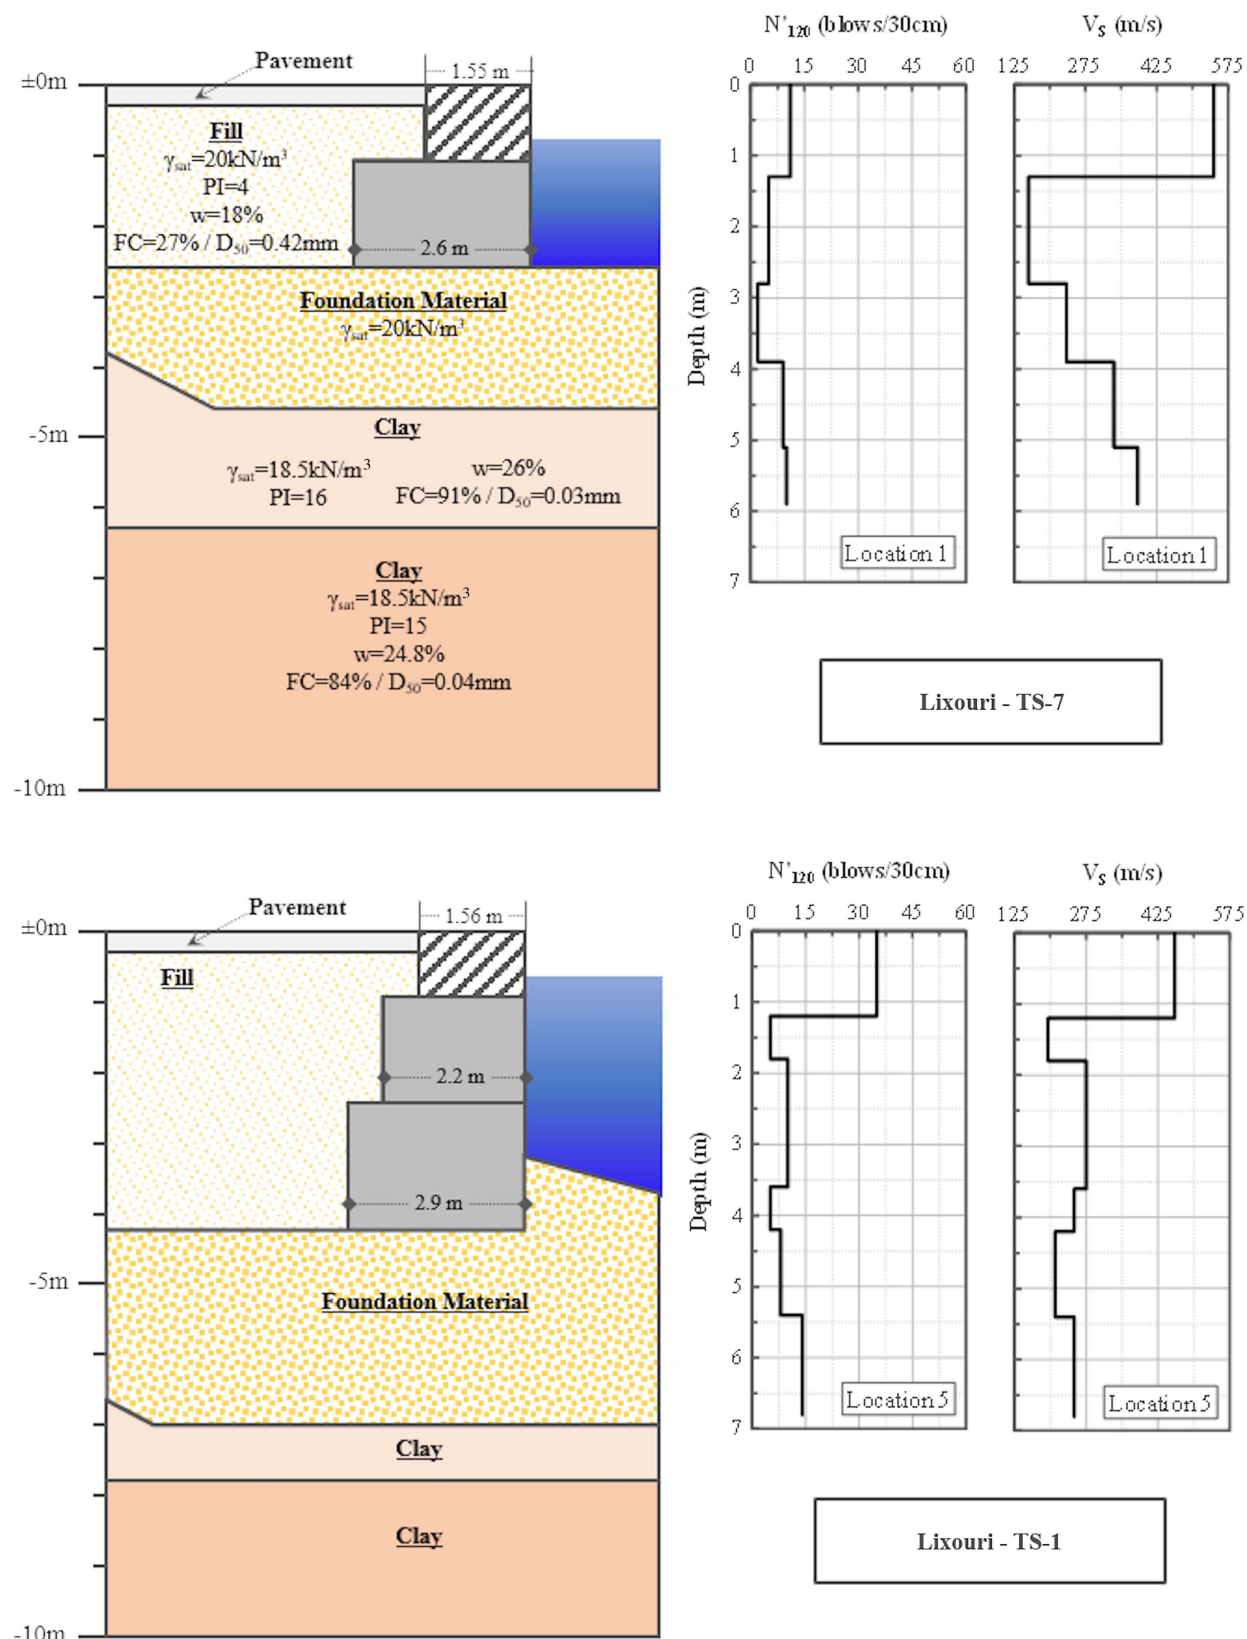 N'120 (blows/30cm)
VS (m/s)
0 15 30 45 60
125 275 425 575
Pavement
1.55 m
±0m
Fill
γsat=20kN/m³
PI=4
w=18%
FC=27% / D50=0.42mm
2.6 m
Foundation Material
γsat=20kN/m³
-5m
Clay
γsat=18.5kN/m³
w=26%
PI=16
FC=91% / D50=0.03mm
Clay
γsat=18.5kN/m³
PI=15
w=24.8%
FC=84% / D50=0.04mm
-10m
Depth (m)
0
1
2
3
4
5
6
7
Location 1
Location 1
Lixouri - TS-7
N'120 (blows/30cm)
VS (m/s)
0 15 30 45 60
125 275 425 575
Pavement
1.56 m
±0m
Fill
2.2 m
2.9 m
-5m
Foundation Material
Clay
Clay
-10m
Depth (m)
0
1
2
3
4
5
6
7
Location 5
Location 5
Lixouri - TS-1